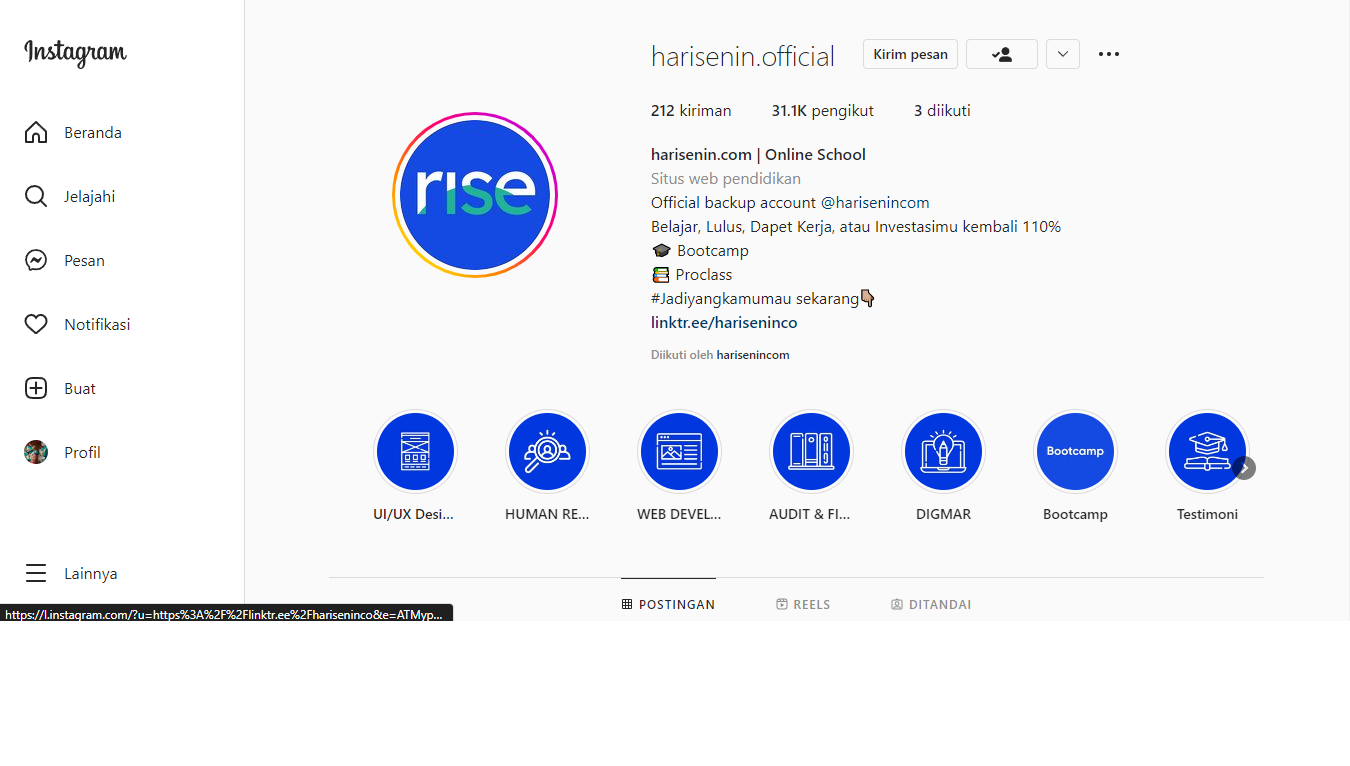 Instagram
Beranda
Jelajahi
Pesan
Notifikasi
Buat
Profil
Lainnya
harisenin.official
Kirim pesan
212 kiriman
31.1K pengikut
3 diikuti
rise
harisenin.com | Online School
Situs web pendidikan
Official backup account @harisenincom
Belajar, Lulus, Dapet Kerja, atau Investasimu kembali 110%
🎓 Bootcamp
📚 Proclass
#Jadiyangkamumau sekarang👇🏽
linktr.ee/hariseninco
Diikuti oleh harisenincom
Bootcamp
UI/UX Desi...
HUMAN RE...
WEB DEVEL...
AUDIT & FI...
DIGMAR
Bootcamp
Testimoni
POSTINGAN
REELS
DITANDAI
https://l.instagram.com/?u=https%3A%2F%2Flinktr.ee%2Fhariseninco&e=ATMyp...